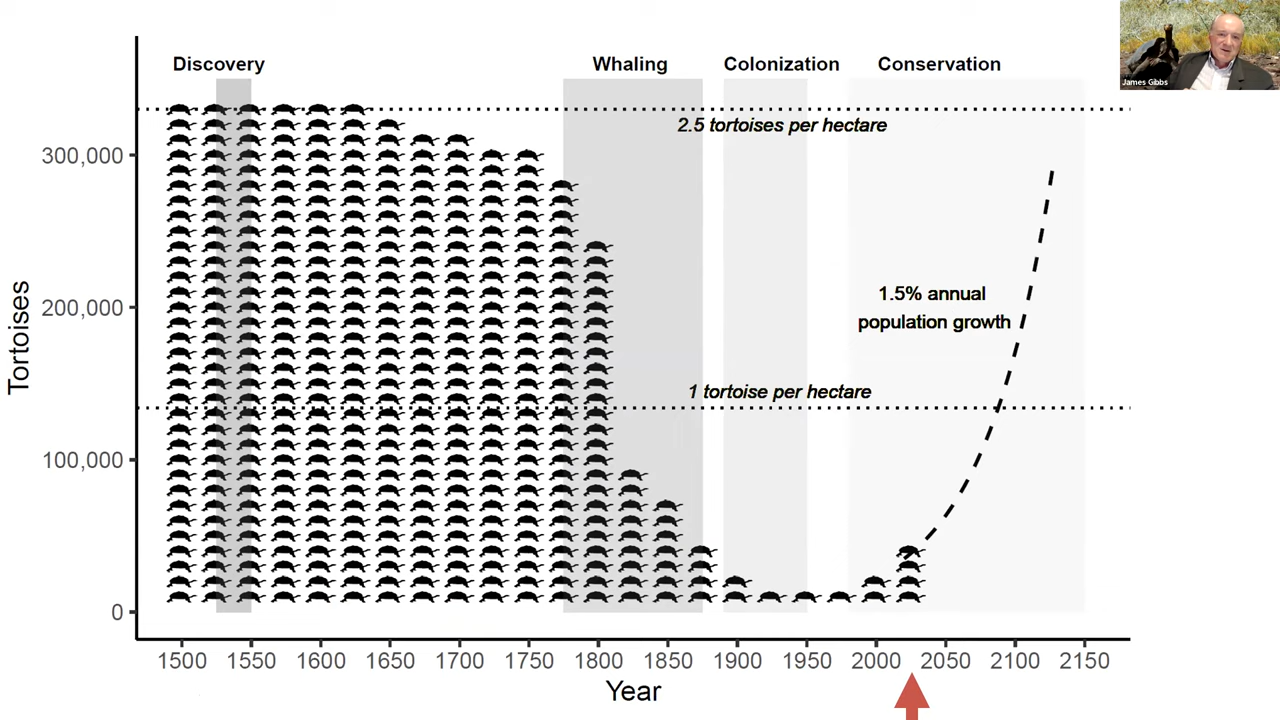 Discovery
Whaling
Colonization
Conservation
James Gibbs
2.5 tortoises per hectare
300,000
1.5% annual
population growth
200,000
Tortoises
1 tortoise per hectare
100,000
0
1500 1550 1600 1650 1700 1750 1800 1850 1900 1950 2000 2050 2100 2150
Year